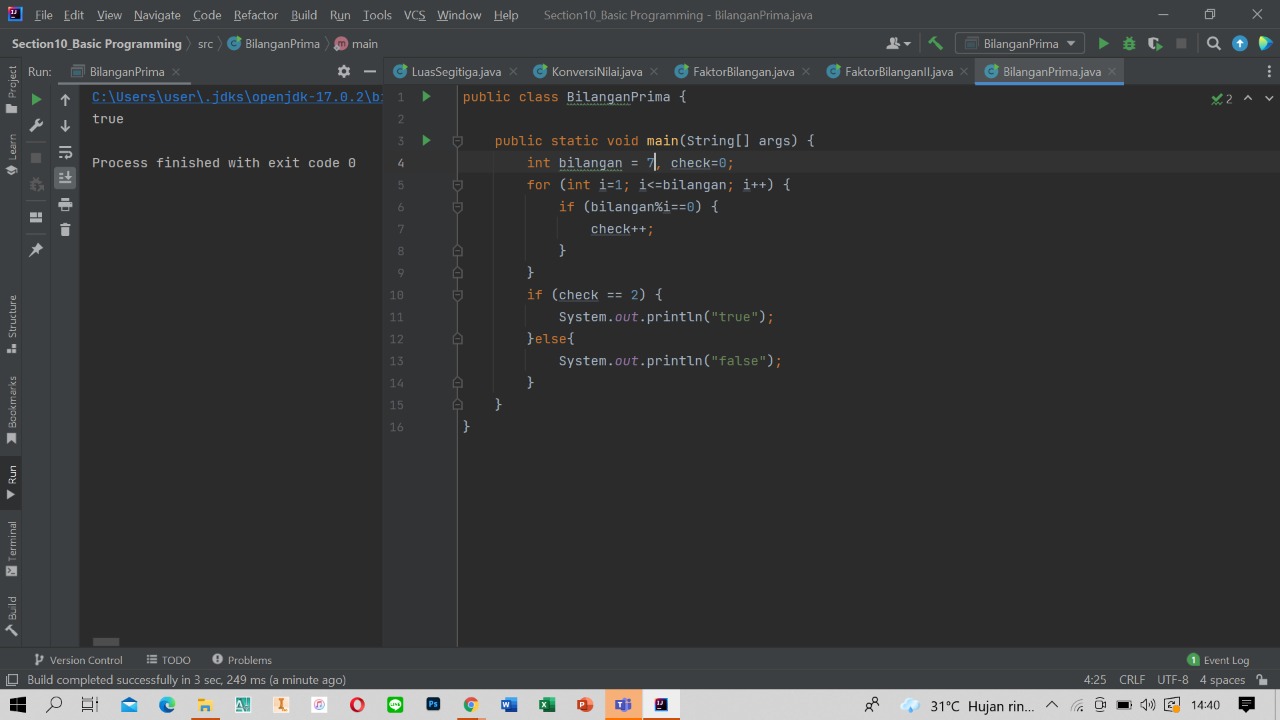 File Edit View Navigate Code Refactor Build Run Tools VCS Window Help Section10_Basic Programming - BilanganPrima.java
Section10_Basic Programming src BilanganPrima main BilanganPrima
Project
Learn
Structure
Bookmarks
Run
Terminal
Build
Run: BilanganPrima
C:\Users\user\.jdks\openjdk-17.0.2\bi
true
Process finished with exit code 0
LuasSegitiga.java KonversiNilai.java FaktorBilangan.java FaktorBilanganII.java BilanganPrima.java
2
1 public class BilanganPrima {
2
3 public static void main(String[] args) {
4 int bilangan = 7, check=0;
5 for (int i=1; i<=bilangan; i++) {
6 if (bilangan%i==0) {
7 check++;
8 }
9 }
10 if (check == 2) {
11 System.out.println("true");
12 }else{
13 System.out.println("false");
14 }
15 }
16 }
Version Control TODO Problems 1 Event Log
Build completed successfully in 3 sec, 249 ms (a minute ago) 4:25 CRLF UTF-8 4 spaces
31°C Hujan rin... 14:40